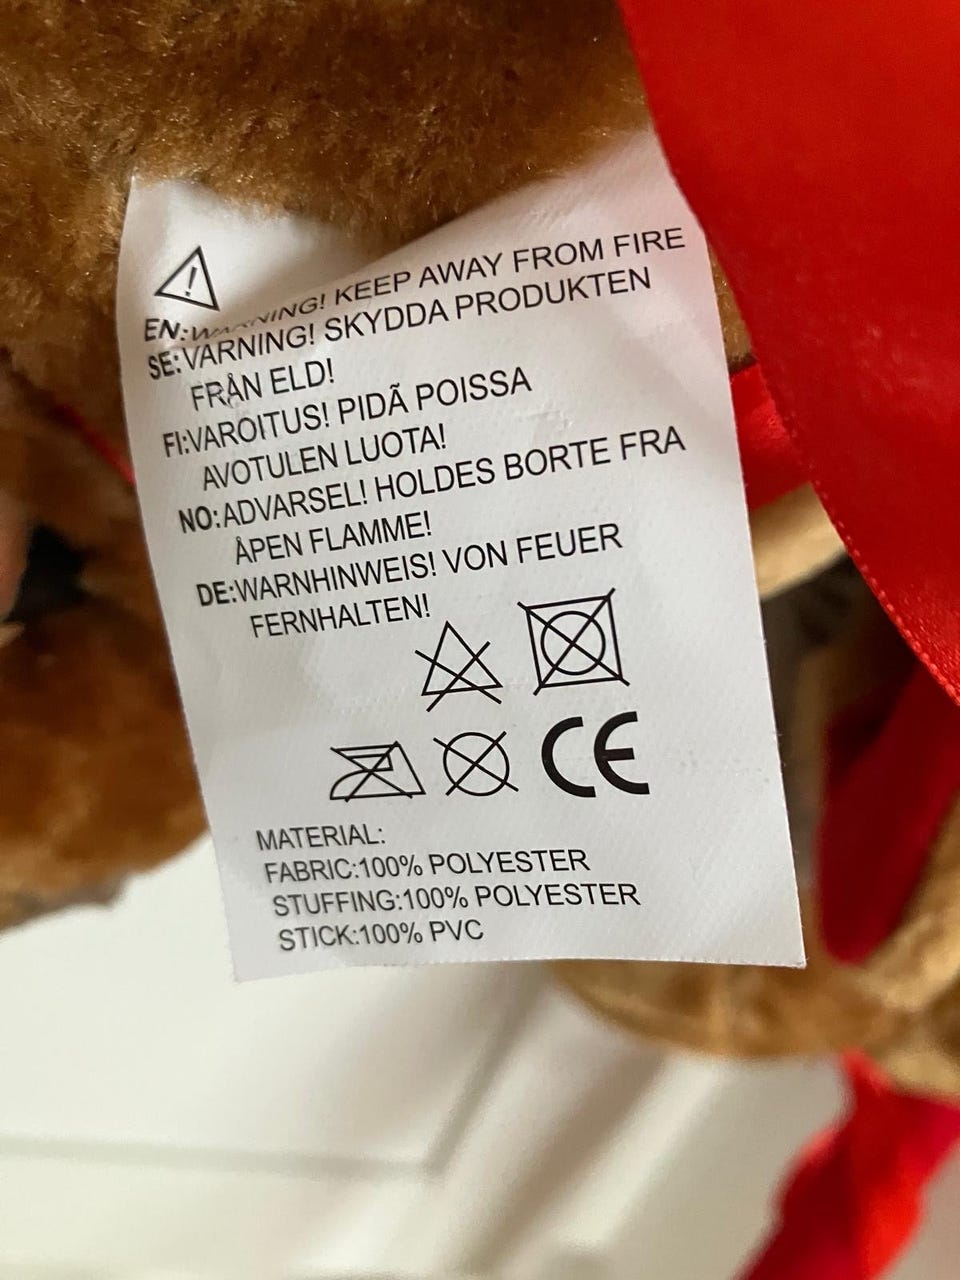 EN:WARNING! KEEP AWAY FROM FIRE
SE:VARNING! SKYDDA PRODUKTEN
FRÅN ELD!
FI:VAROITUS! PIDÃ POISSA
AVOTULEN LUOTA!
NO:ADVARSEL! HOLDES BORTE FRA
ÅPEN FLAMME!
DE:WARNHINWEIS! VON FEUER
FERNHALTEN!
CE
MATERIAL:
FABRIC:100% POLYESTER
STUFFING:100% POLYESTER
STICK:100% PVC